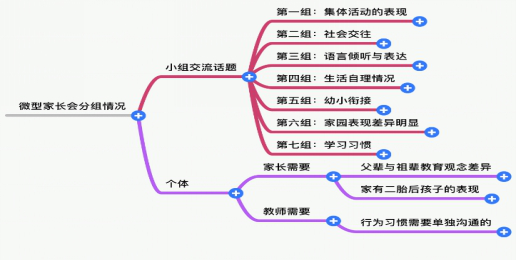 微型家长会分组情况
小组交流话题
第一组：集体活动的表现
第二组：社会交往
第三组：语言倾听与表达
第四组：生活自理情况
第五组：幼小衔接
第六组：家园表现差异明显
第七组：学习习惯
个体
家长需要
父辈与祖辈教育观念差异
家有二胎后孩子的表现
教师需要
行为习惯需要单独沟通的